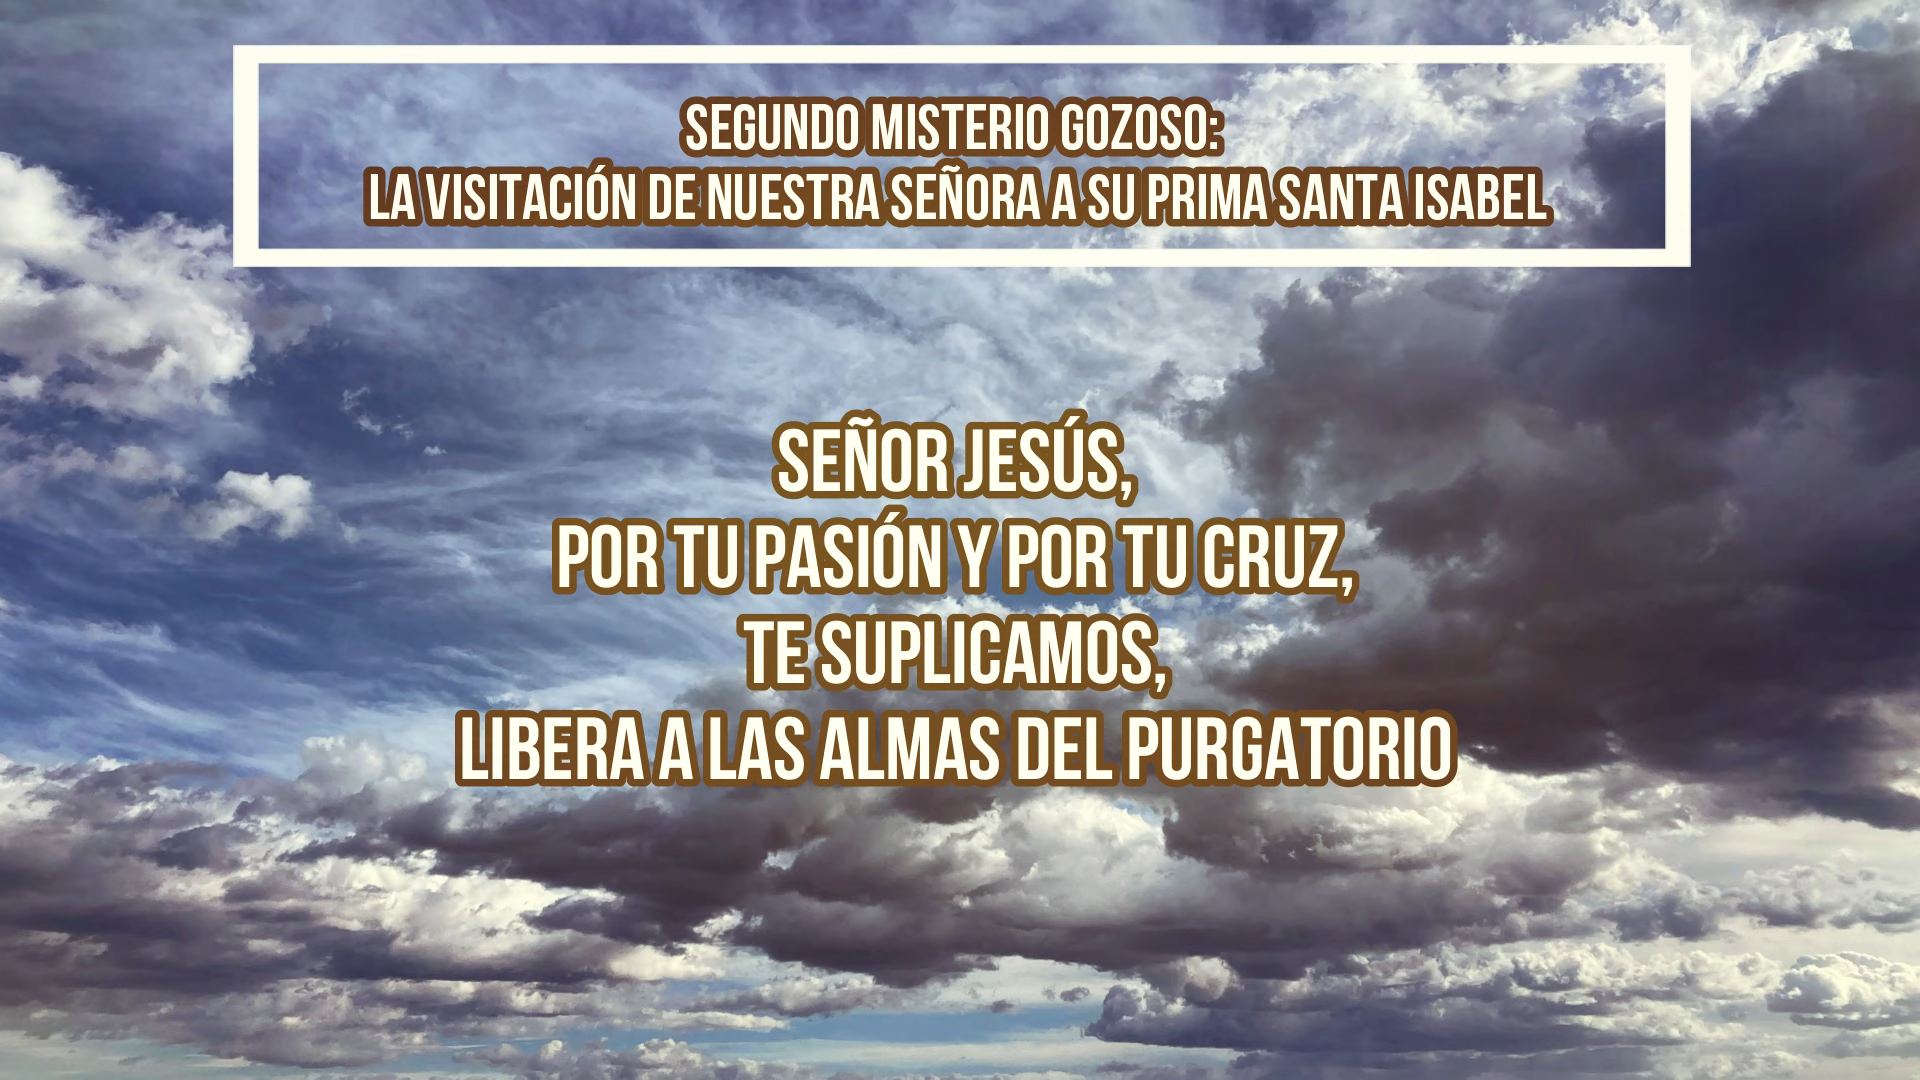 SEGUNDO MISTERIO GOZOSO:
LA VISITACIÓN DE NUESTRA SEÑORA A SU PRIMA SANTA ISABEL
SEÑOR JESÚS,
POR TU PASIÓN Y POR TU CRUZ,
TE SUPLICAMOS,
LIBERA A LAS ALMAS DEL PURGATORIO